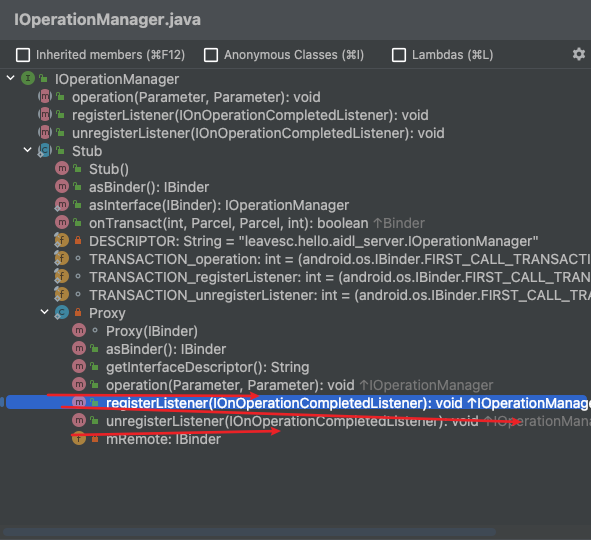 IOperationManager.java
Inherited members (⌘F12) Anonymous Classes (⌘I) Lambdas (⌘L)
I IOperationManager
m operation(Parameter, Parameter): void
m registerListener(IOnOperationCompletedListener): void
m unregisterListener(IOnOperationCompletedListener): void
C Stub
m Stub()
m asBinder(): IBinder
m asInterface(IBinder): IOperationManager
m onTransact(int, Parcel, Parcel, int): boolean ↑Binder
f DESCRIPTOR: String = "leavesc.hello.aidl_server.IOperationManager"
f TRANSACTION_operation: int = (android.os.IBinder.FIRST_CALL_TRANSACTI
f TRANSACTION_registerListener: int = (android.os.IBinder.FIRST_CALL_TRAN
f TRANSACTION_unregisterListener: int = (android.os.IBinder.FIRST_CALL_TRA
C Proxy
m Proxy(IBinder)
m asBinder(): IBinder
m getInterfaceDescriptor(): String
m operation(Parameter, Parameter): void ↑IOperationManager
m registerListener(IOnOperationCompletedListener): void ↑IOperationManage
m unregisterListener(IOnOperationCompletedListener): void ↑IOperationMana
f mRemote: IBinder